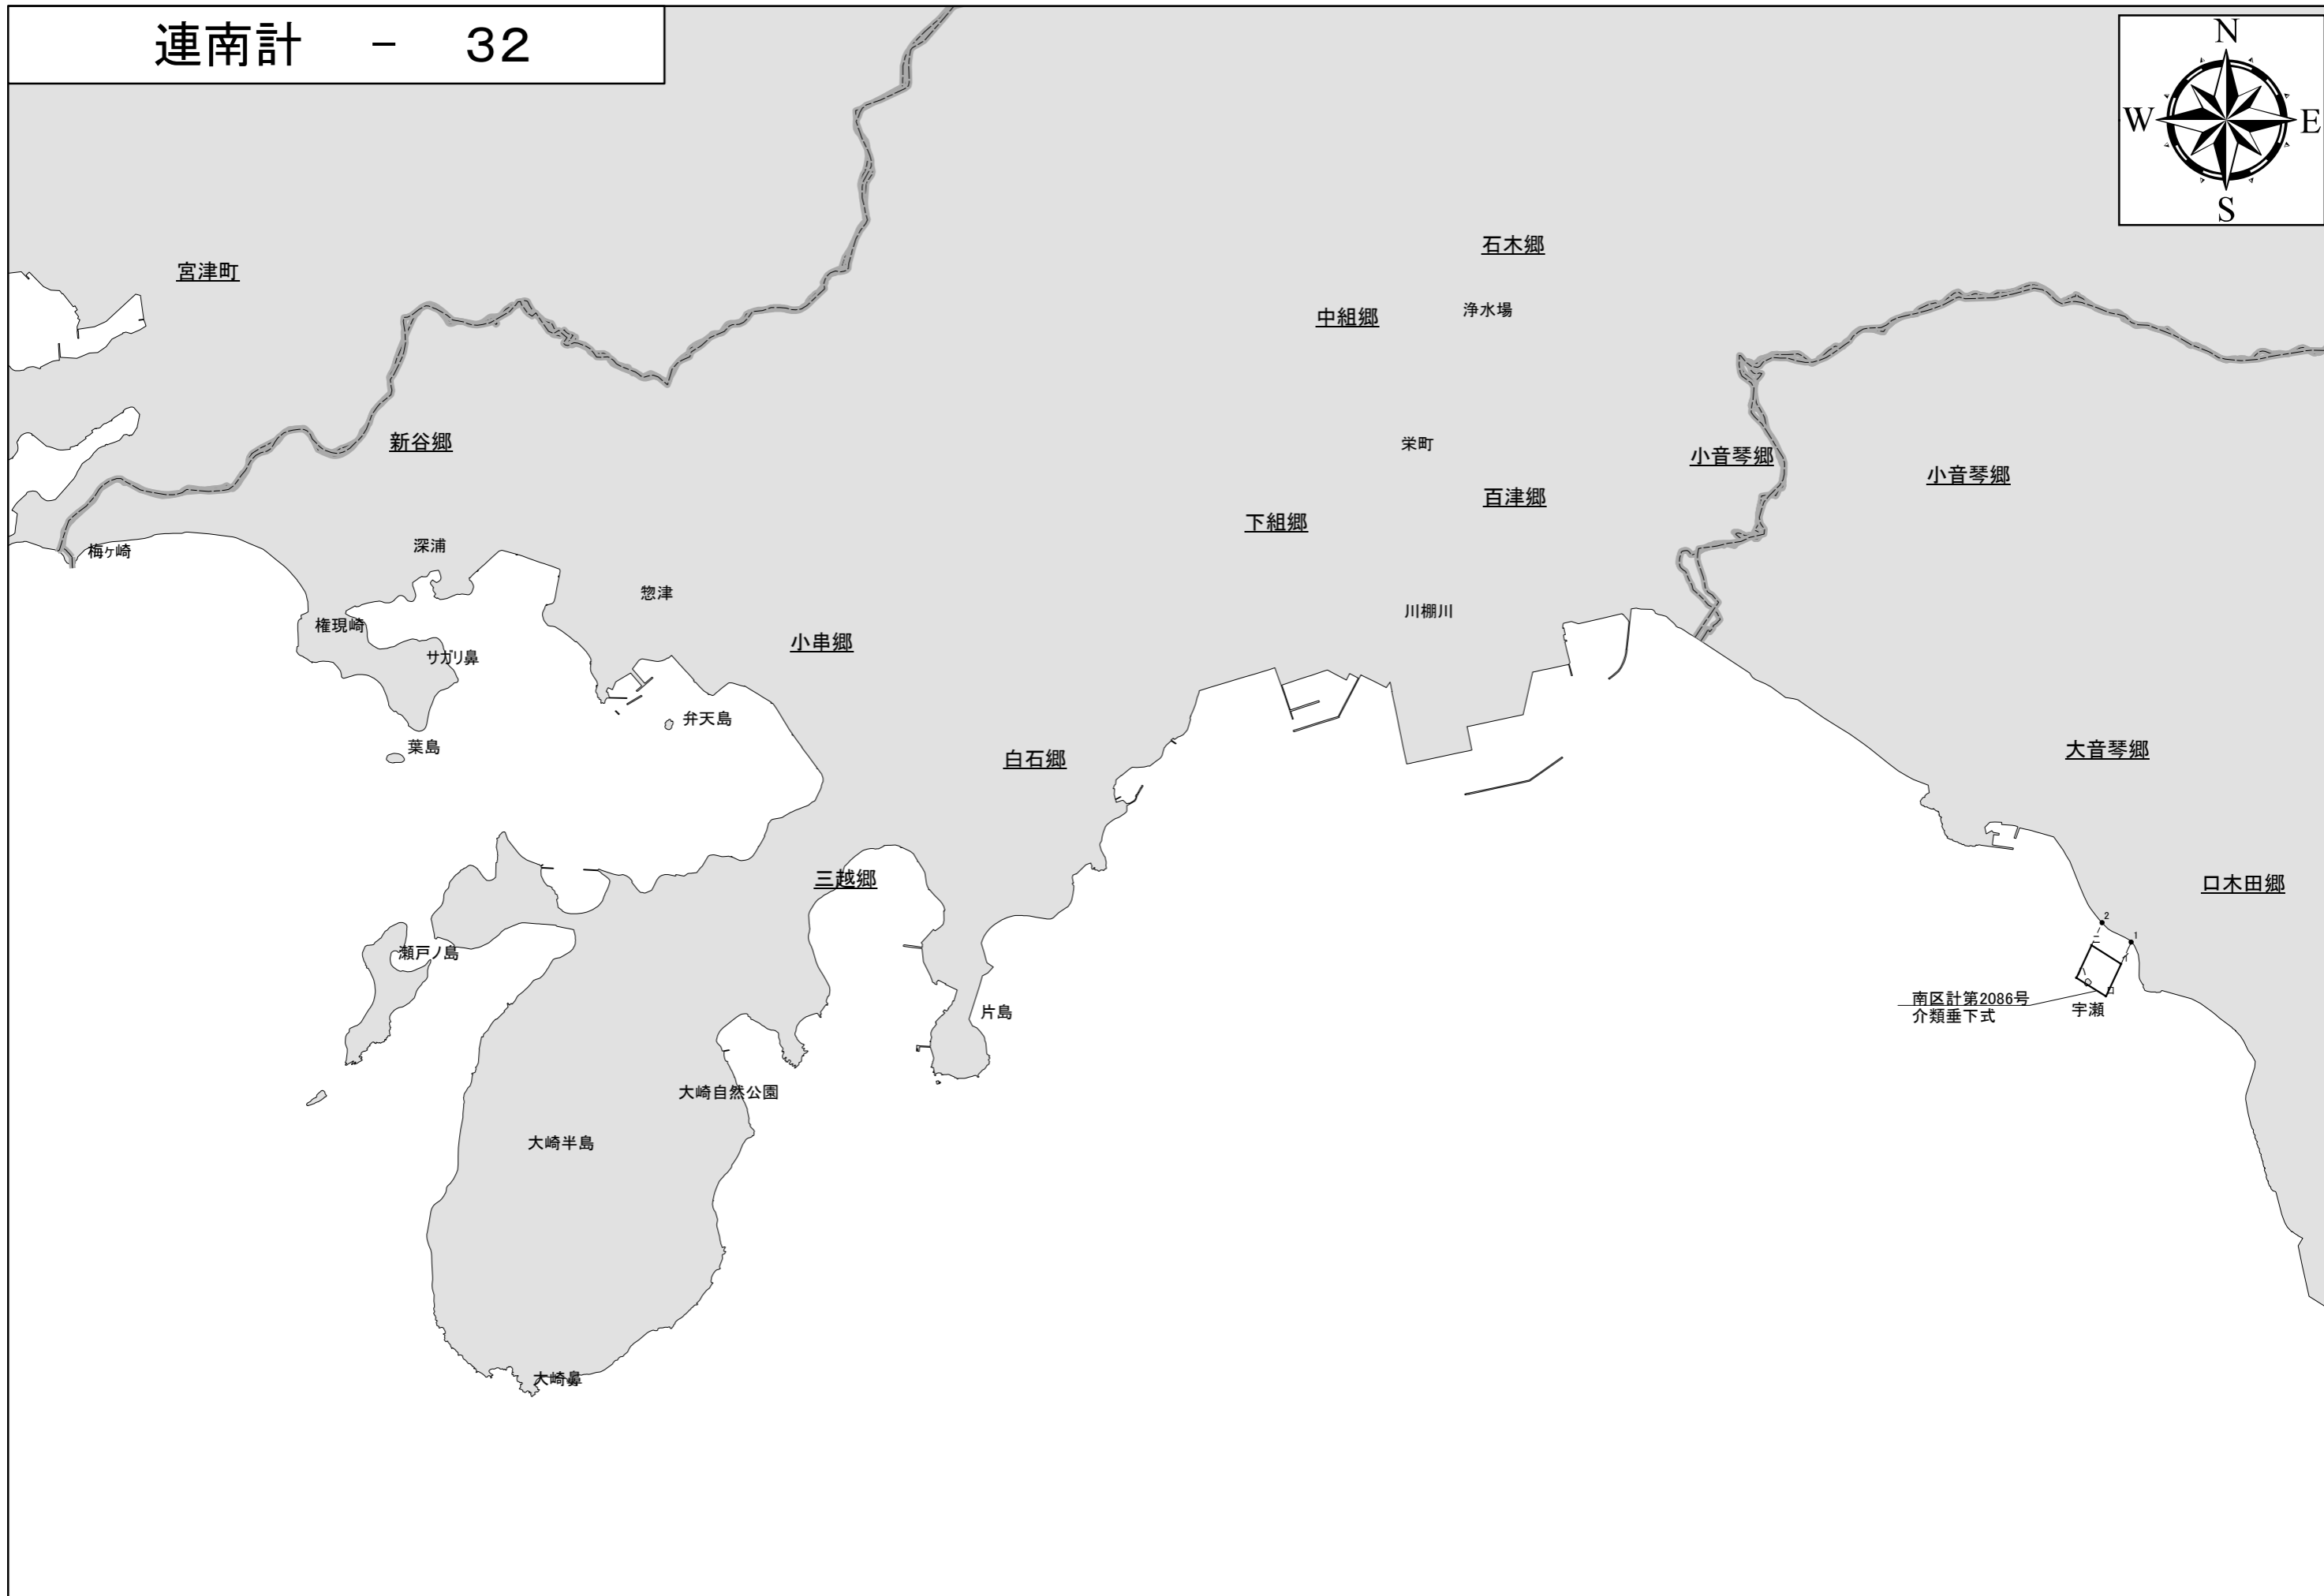 連南計 － 32
N
W
E
S
石木郷
宮津町
浄水場
中組郷
新谷郷
栄町
小音琴郷
小音琴郷
百津郷
下組郷
梅ヶ崎
深浦
惣津
川棚川
権現崎
小串郷
サガリ鼻
弁天島
葉島
大音琴郷
白石郷
三越郷
口木田郷
2
1
ニ
イ
瀬戸ノ島
ハ
ロ
南区計第2086号
介類垂下式
宇瀬
片島
大崎自然公園
大崎半島
大崎鼻